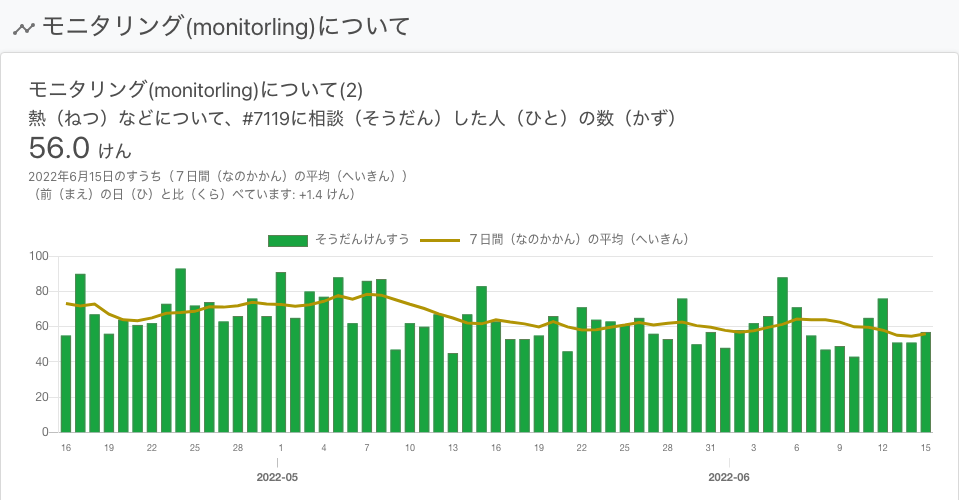 モニタリング(monitorling)について
モニタリング(monitorling)について(2)
熱（ねつ）などについて、#7119に相談（そうだん）した人（ひと）の数（かず）
56.0 けん
2022年6月15日のすうち（７日間（なのかかん）の平均（へいきん））
（前（まえ）の日（ひ）と比（くら）べています: +1.4 けん）
そうだんけんすう ７日間（なのかかん）の平均（へいきん）
100
80
60
40
20
0
16 19 22 25 28 1 4 7 10 13 16 19 22 25 28 31 3 6 9 12 15
2022-05 2022-06